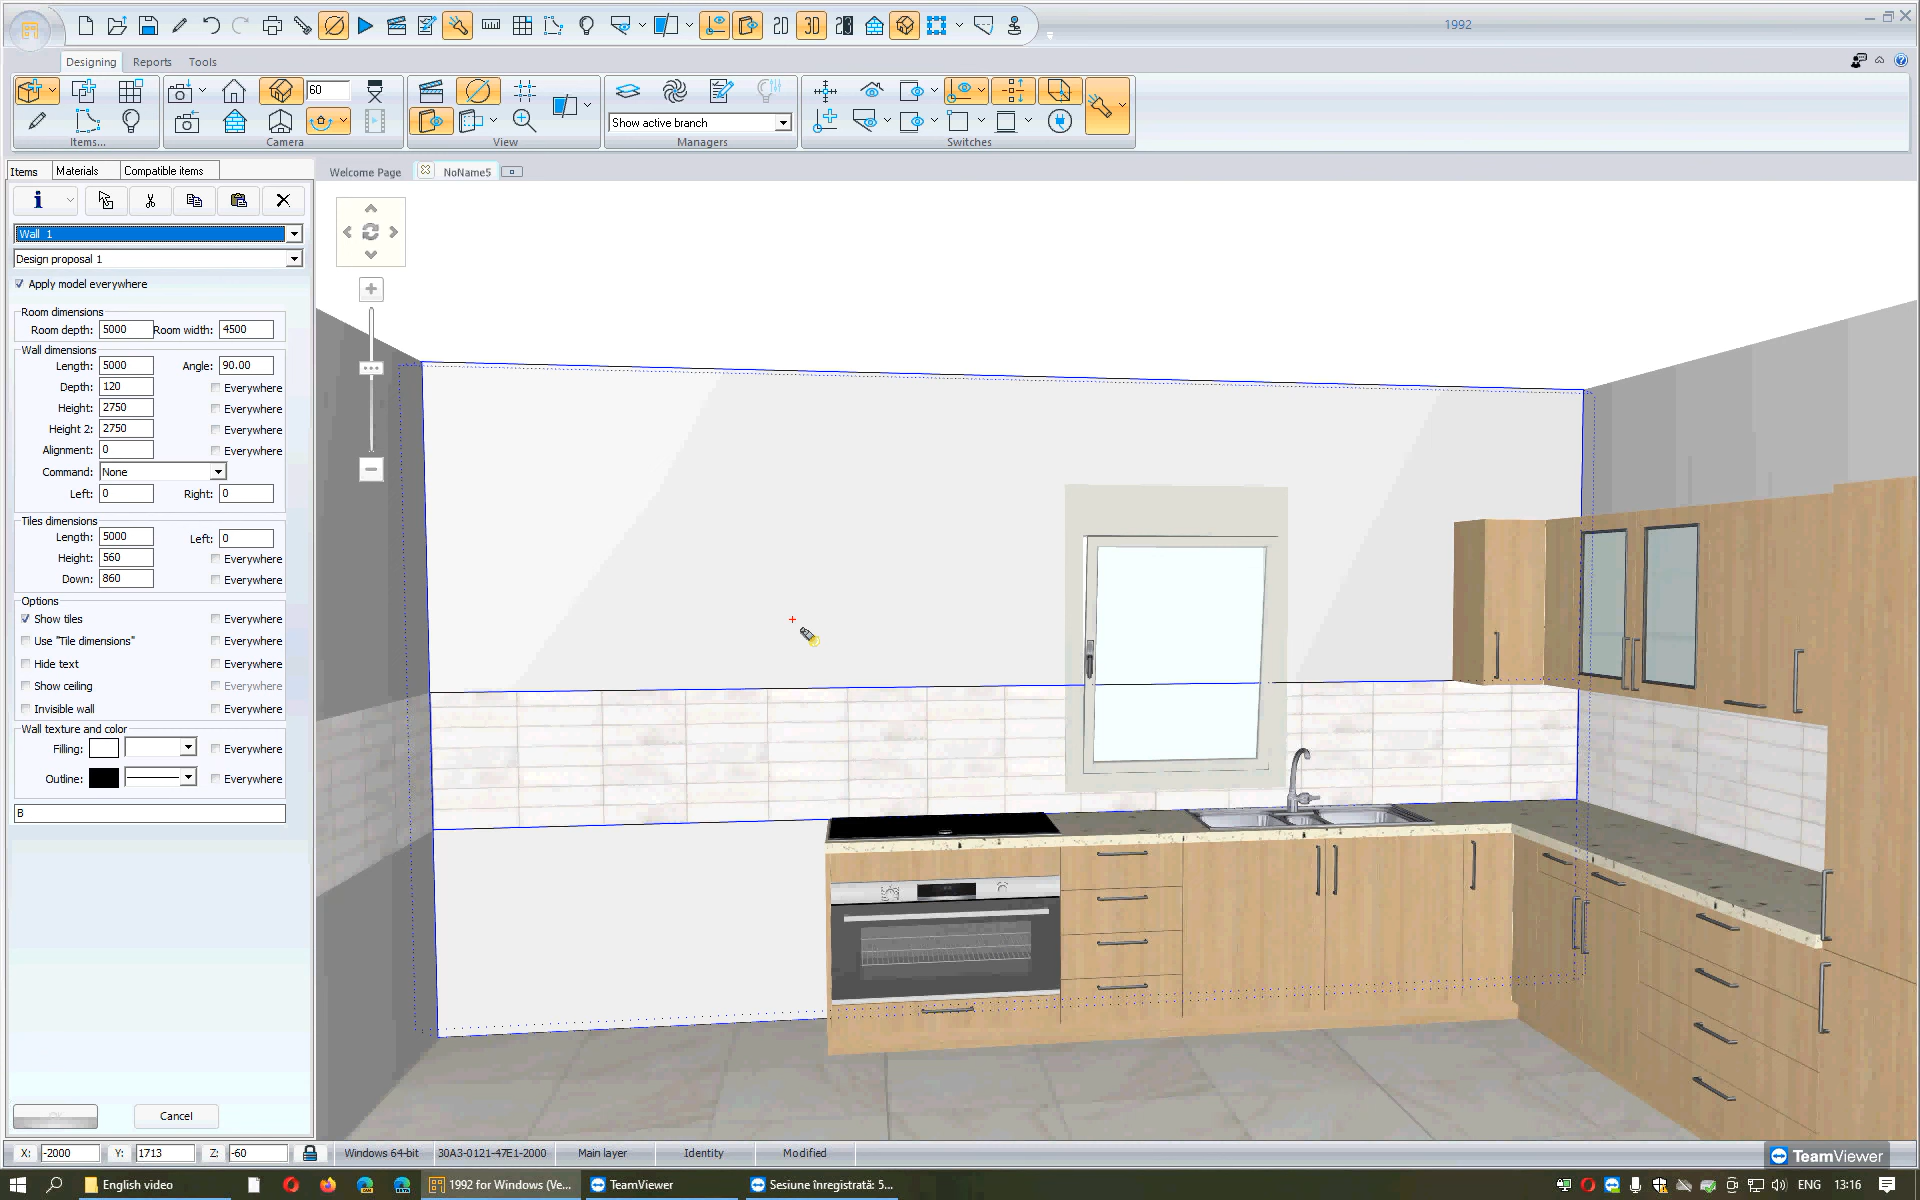 1992
Designing
Reports
Tools
2D
3D
60
Show active branch
Items...
Camera
View
Managers
Switches
Items
Materials
Compatible items
Welcome Page
NoName5
Wall 1
Design proposal 1
Apply model everywhere
Room dimensions
Room depth: 5000
Room width: 4500
Wall dimensions
Length: 5000
Angle: 90.00
Depth: 120
Everywhere
Height: 2750
Everywhere
Height 2: 2750
Everywhere
Alignment: 0
Everywhere
Command: None
Left: 0
Right: 0
Tiles dimensions
Length: 5000
Left: 0
Height: 560
Everywhere
Down: 860
Everywhere
Options
Show tiles
Everywhere
Use "Tile dimensions"
Everywhere
Hide text
Everywhere
Show ceiling
Everywhere
Invisible wall
Everywhere
Wall texture and color
Filling:
Everywhere
Outline:
Everywhere
B
Cancel
X: -2000
Y: 1713
Z: -60
Windows 64-bit
30A3-0121-47E1-2000
Main layer
Identity
Modified
TeamViewer
English video
1992 for Windows (Ve...
TeamViewer
Sesiune înregistrată: 5...
ENG
13:16